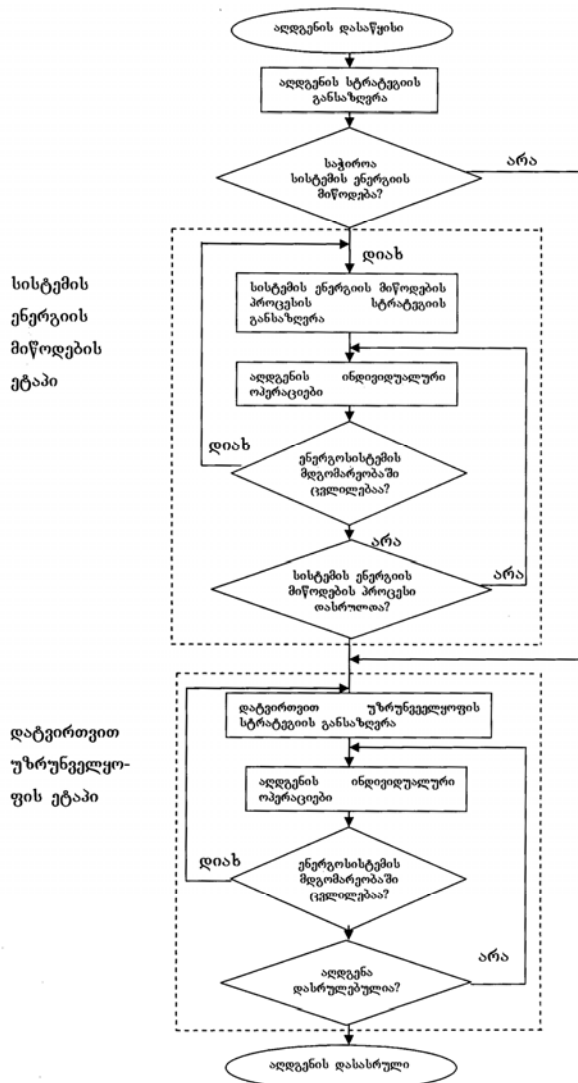 აღდგენის დასაწყისი
აღდგენის სტრატეგიის
განსაზღვრა
საჭიროა
სისტემის ენერგიის
მიწოდება?
არა
დიახ
სისტემის
ენერგიის
მიწოდების
ეტაპი
სისტემის ენერგიის მიწოდების
პროცესის სტრატეგიის
განსაზღვრა
აღდგენის ინდივიდუალური
ოპერაციები
დიახ
ენერგოსისტემის
მდგომარეობაში
ცვლილებაა?
არა
სისტემის ენერგიის
მიწოდების პროცესი
დასრულდა?
არა
დატვირთვით
უზრუნველყო-
ფის ეტაპი
დატვირთვით უზრუნველყოფის
სტრატეგიის განსაზღვრა
აღდგენის ინდივიდუალური
ოპერაციები
დიახ
ენერგოსისტემის
მდგომარეობაში
ცვლილებაა?
აღდგენა
დასრულებულია?
არა
აღდგენის დასასრული